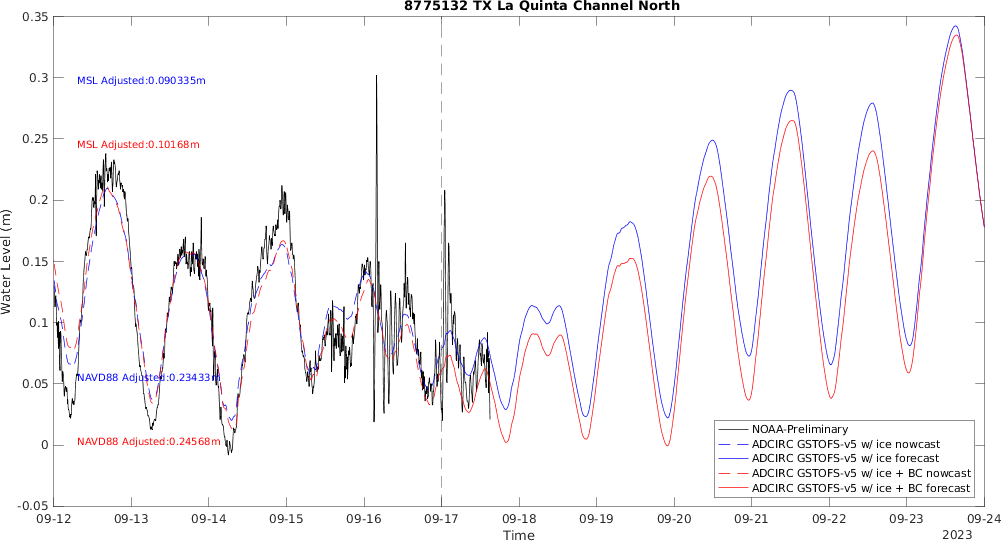 8775132 TX La Quinta Channel North
0.35
0.3
0.25
0.2
0.15
0.1
0.05
0
-0.05
Water Level (m)
MSL Adjusted:0.090335m
MSL Adjusted:0.10168m
NAVD88 Adjusted:0.23433m
NAVD88 Adjusted:0.24568m
NOAA-Preliminary
ADCIRC GSTOFS-v5 w/ ice nowcast
ADCIRC GSTOFS-v5 w/ ice forecast
ADCIRC GSTOFS-v5 w/ ice + BC nowcast
ADCIRC GSTOFS-v5 w/ ice + BC forecast
09-12 09-13 09-14 09-15 09-16 09-17 09-18 09-19 09-20 09-21 09-22 09-23 09-24
Time
2023